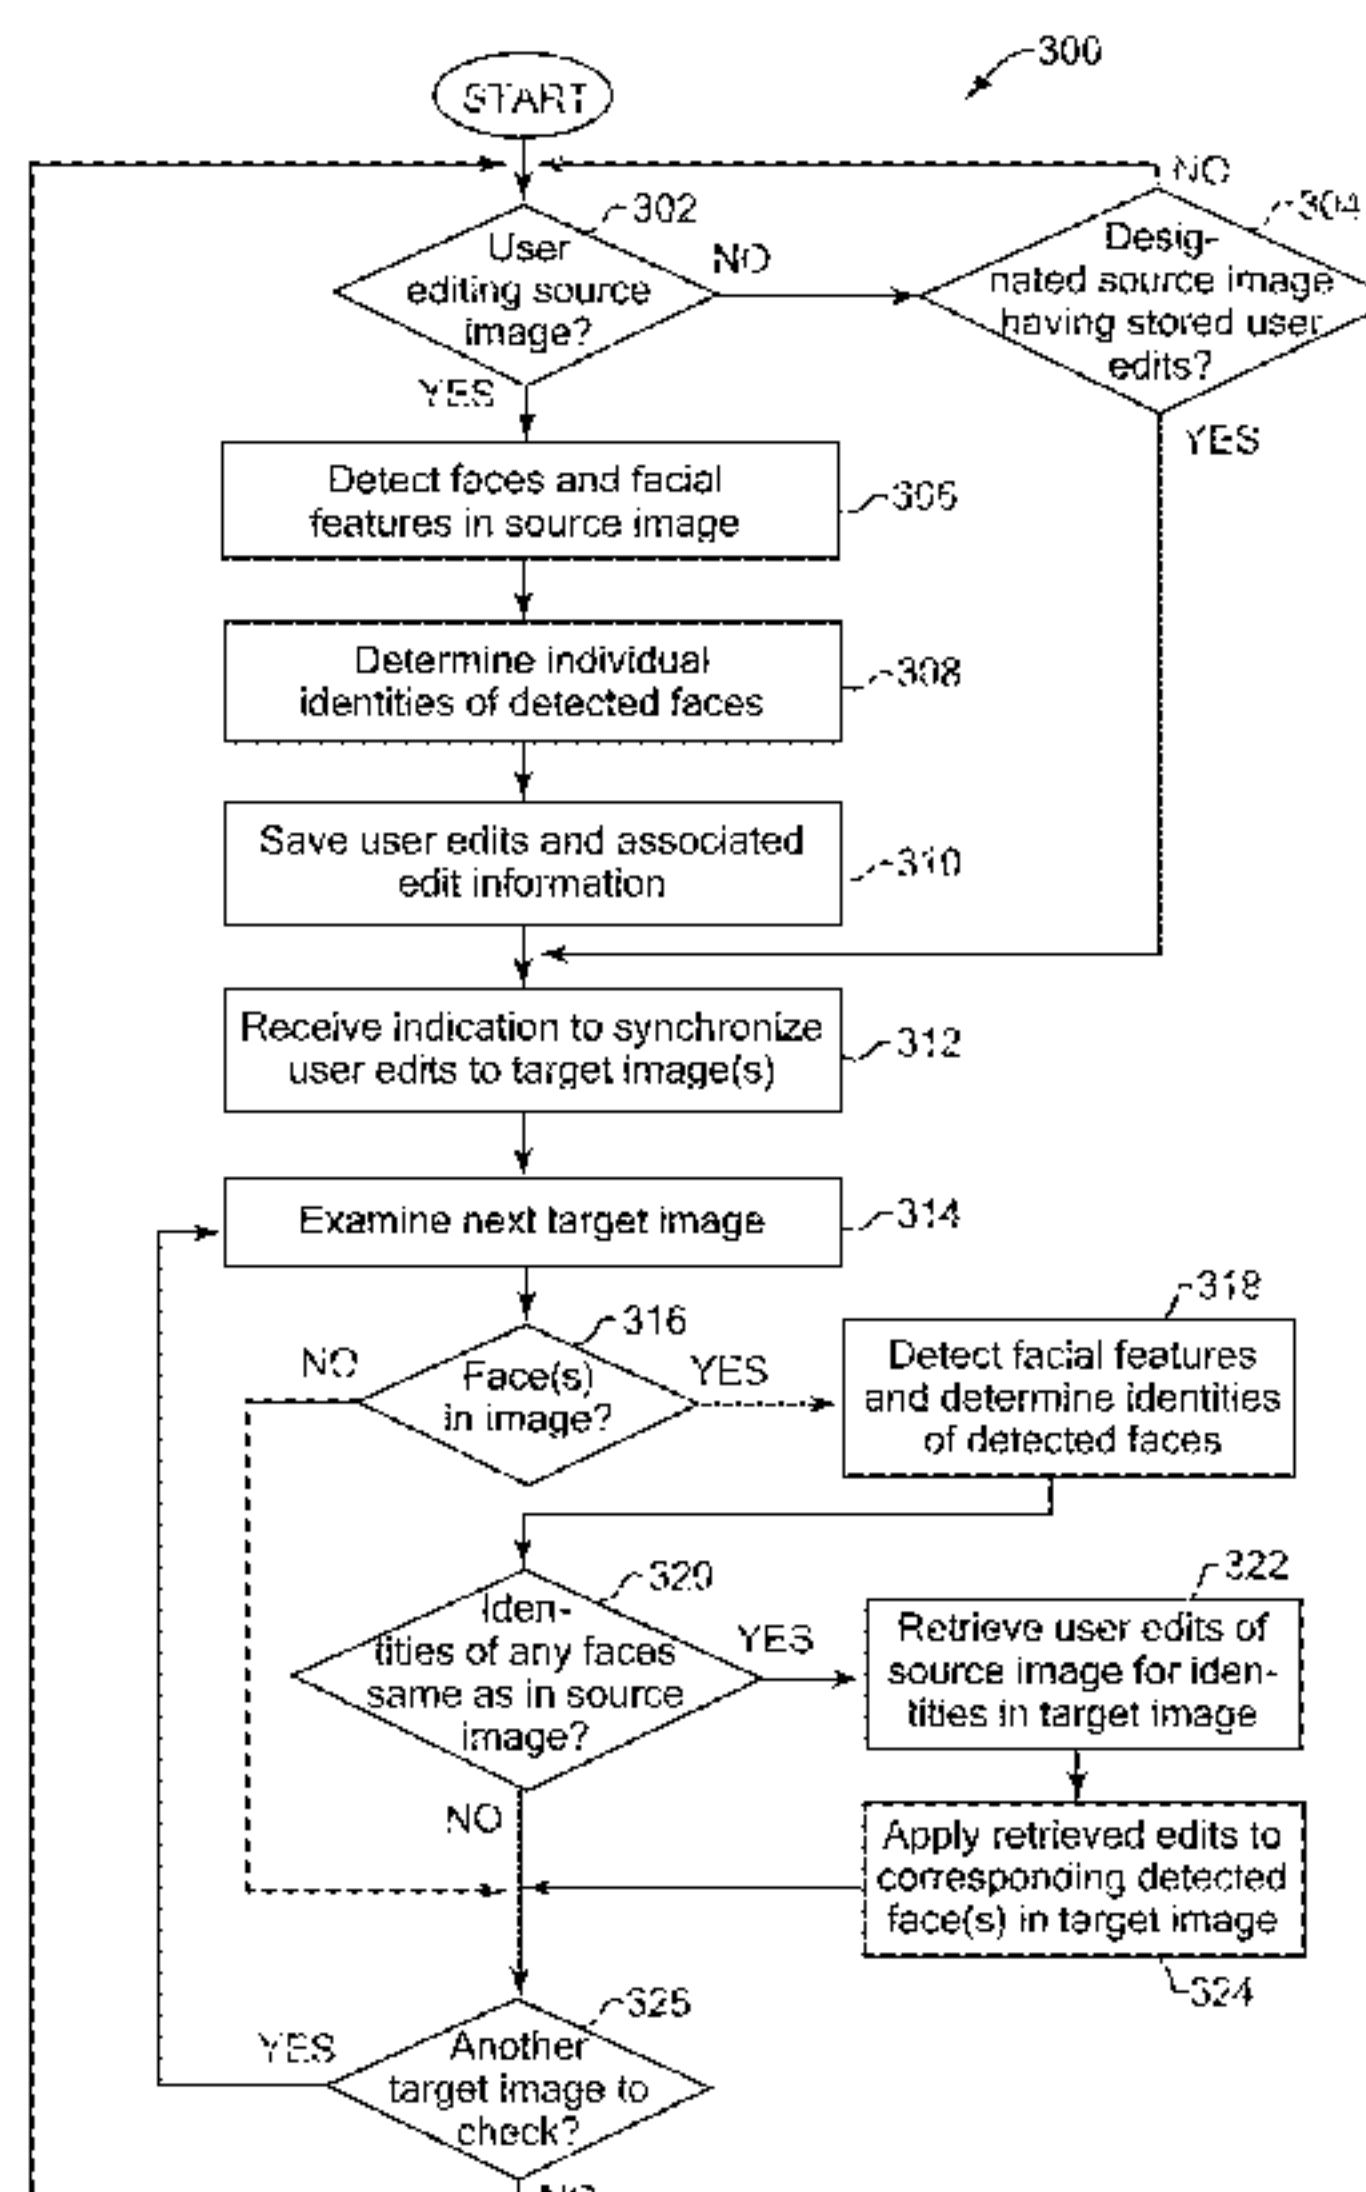 300
START
NO
302
304
User
editing source
image?
NO
Desig-
nated source image
having stored user
edits?
YES
YES
Detect faces and facial
features in source image
306
Determine individual
identities of detected faces
308
Save user edits and associated
edit information
310
Receive indication to synchronize
user edits to target image(s)
312
Examine next target image
314
316
318
NO
Face(s)
in image?
YES
Detect facial features
and determine identities
of detected faces
320
322
Iden-
tities of any faces
same as in source
image?
YES
Retrieve user edits of
source image for iden-
tities in target image
NO
Apply retrieved edits to
corresponding detected
face(s) in target image
324
326
YES
Another
target image to
check?
NO